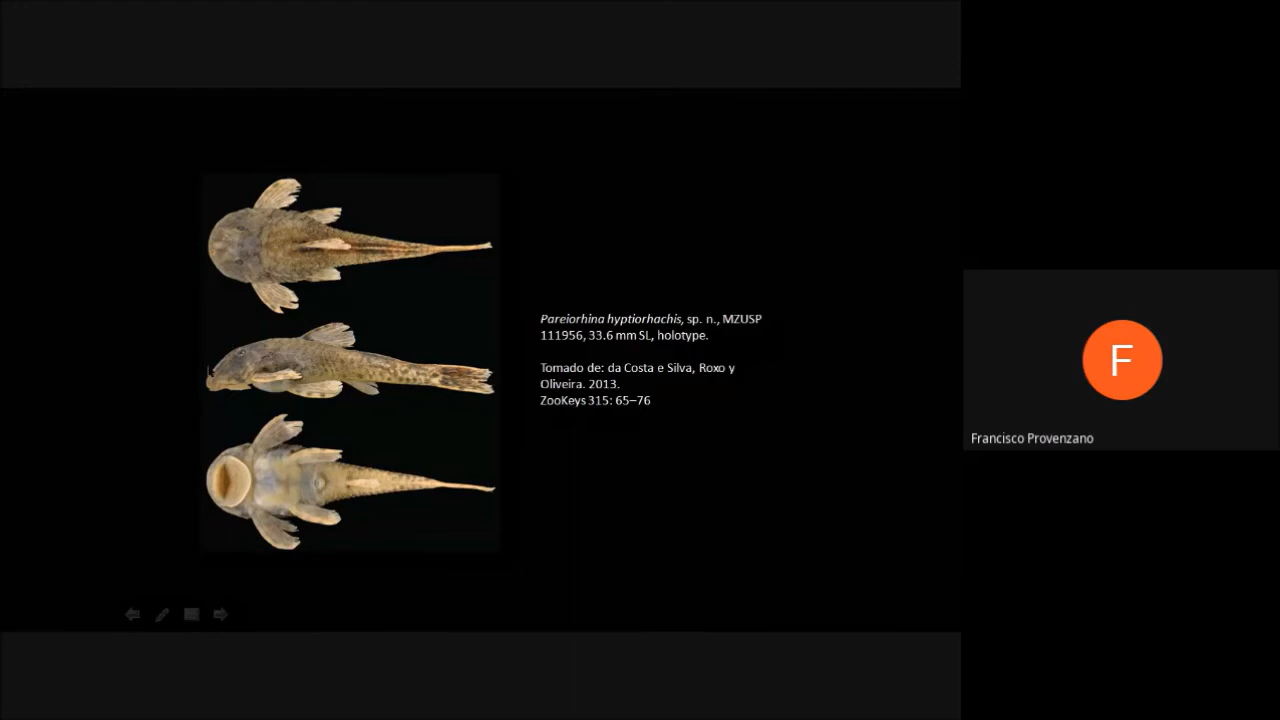 Pareiorhina hyptiorhachis, sp. n., MZUSP
111956, 33.6 mm SL, holotype.
Tomado de: da Costa e Silva, Roxo y
Oliveira. 2013.
ZooKeys 315: 65–76
F
Francisco Provenzano